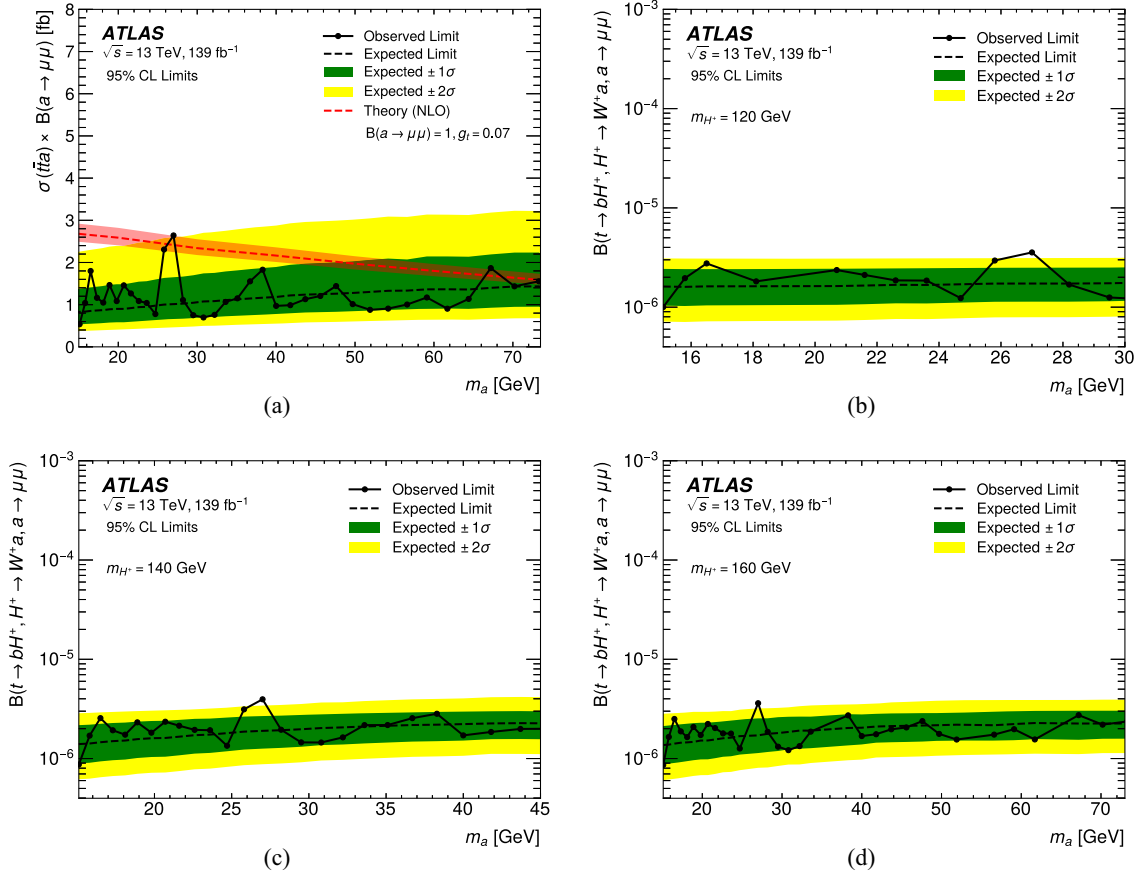 ATLAS
√s = 13 TeV, 139 fb⁻¹
95% CL Limits
Observed Limit
Expected Limit
Expected ± 1σ
Expected ± 2σ
Theory (NLO)
B(a → μμ) = 1, gₜ = 0.07
σ(tt̄a) × B(a → μμ) [fb]
8
7
6
5
4
3
2
1
0
20 30 40 50 60 70
mₐ [GeV]
(a)
ATLAS
√s = 13 TeV, 139 fb⁻¹
95% CL Limits
m_H⁺ = 120 GeV
Observed Limit
Expected Limit
Expected ± 1σ
Expected ± 2σ
B(t → bH⁺, H⁺ → W⁺a, a → μμ)
10⁻³
10⁻⁴
10⁻⁵
10⁻⁶
16 18 20 22 24 26 28 30
mₐ [GeV]
(b)
ATLAS
√s = 13 TeV, 139 fb⁻¹
95% CL Limits
m_H⁺ = 140 GeV
Observed Limit
Expected Limit
Expected ± 1σ
Expected ± 2σ
B(t → bH⁺, H⁺ → W⁺a, a → μμ)
10⁻³
10⁻⁴
10⁻⁵
10⁻⁶
20 25 30 35 40 45
mₐ [GeV]
(c)
ATLAS
√s = 13 TeV, 139 fb⁻¹
95% CL Limits
m_H⁺ = 160 GeV
Observed Limit
Expected Limit
Expected ± 1σ
Expected ± 2σ
B(t → bH⁺, H⁺ → W⁺a, a → μμ)
10⁻³
10⁻⁴
10⁻⁵
10⁻⁶
20 30 40 50 60 70
mₐ [GeV]
(d)